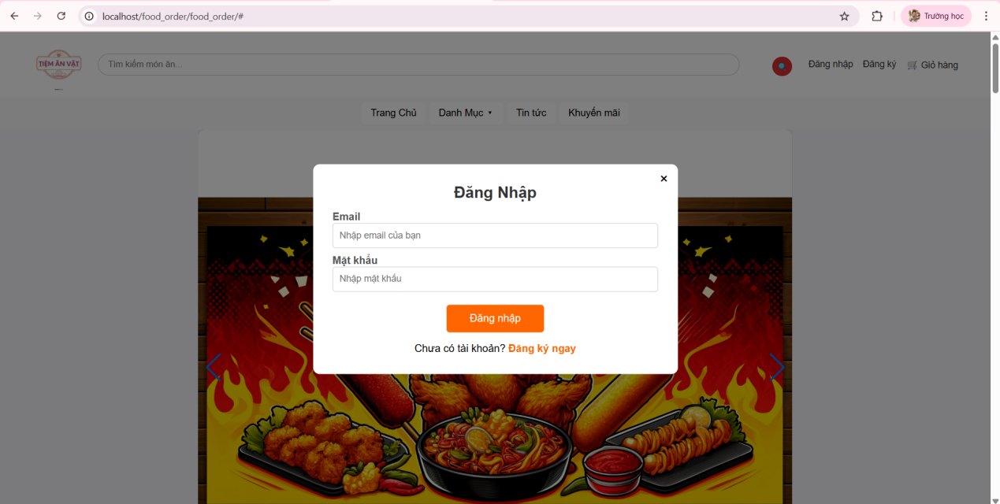 localhost/food_order/food_order/#
Trường học
TIỆM ĂN VẶT
Tìm kiếm món ăn...
Đăng nhập
Đăng ký
Giỏ hàng
Trang Chủ
Danh Mục
Tin tức
Khuyến mãi
Đăng Nhập
Email
Nhập email của bạn
Mật khẩu
Nhập mật khẩu
Đăng nhập
Chưa có tài khoản? Đăng ký ngay